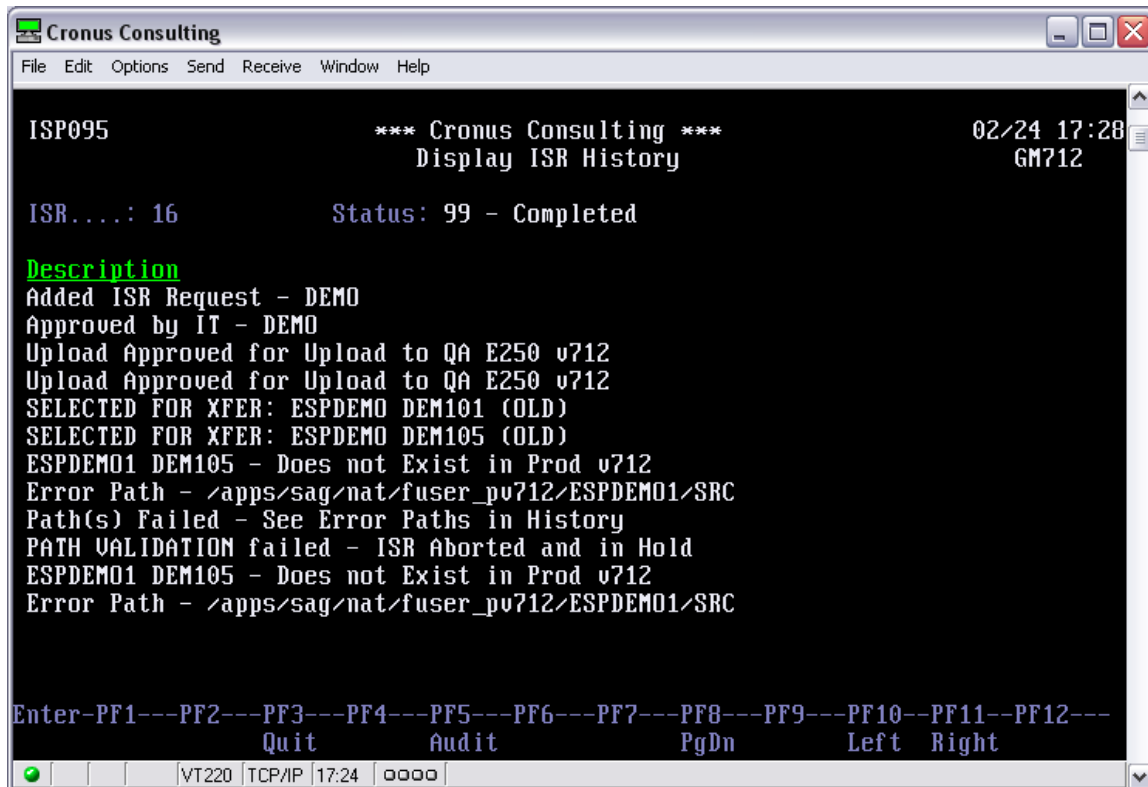 Cronus Consulting
File Edit Options Send Receive Window Help
ISP095 *** Cronus Consulting *** 02/24 17:28
Display ISR History GM712
ISR....: 16 Status: 99 - Completed
Description
Added ISR Request - DEMO
Approved by IT - DEMO
Upload Approved for Upload to QA E250 v712
Upload Approved for Upload to QA E250 v712
SELECTED FOR XFER: ESPDEMO DEM101 (OLD)
SELECTED FOR XFER: ESPDEMO DEM105 (OLD)
ESPDEMO1 DEM105 - Does not Exist in Prod v712
Error Path - /apps/sag/nat/fuser_pv712/ESPDEMO1/SRC
Path(s) Failed - See Error Paths in History
PATH VALIDATION failed - ISR Aborted and in Hold
ESPDEMO1 DEM105 - Does not Exist in Prod v712
Error Path - /apps/sag/nat/fuser_pv712/ESPDEMO1/SRC
Enter-PF1---PF2---PF3---PF4---PF5---PF6---PF7---PF8---PF9---PF10--PF11--PF12---
Quit Audit PgDn Left Right
VT220 TCP/IP 17:24